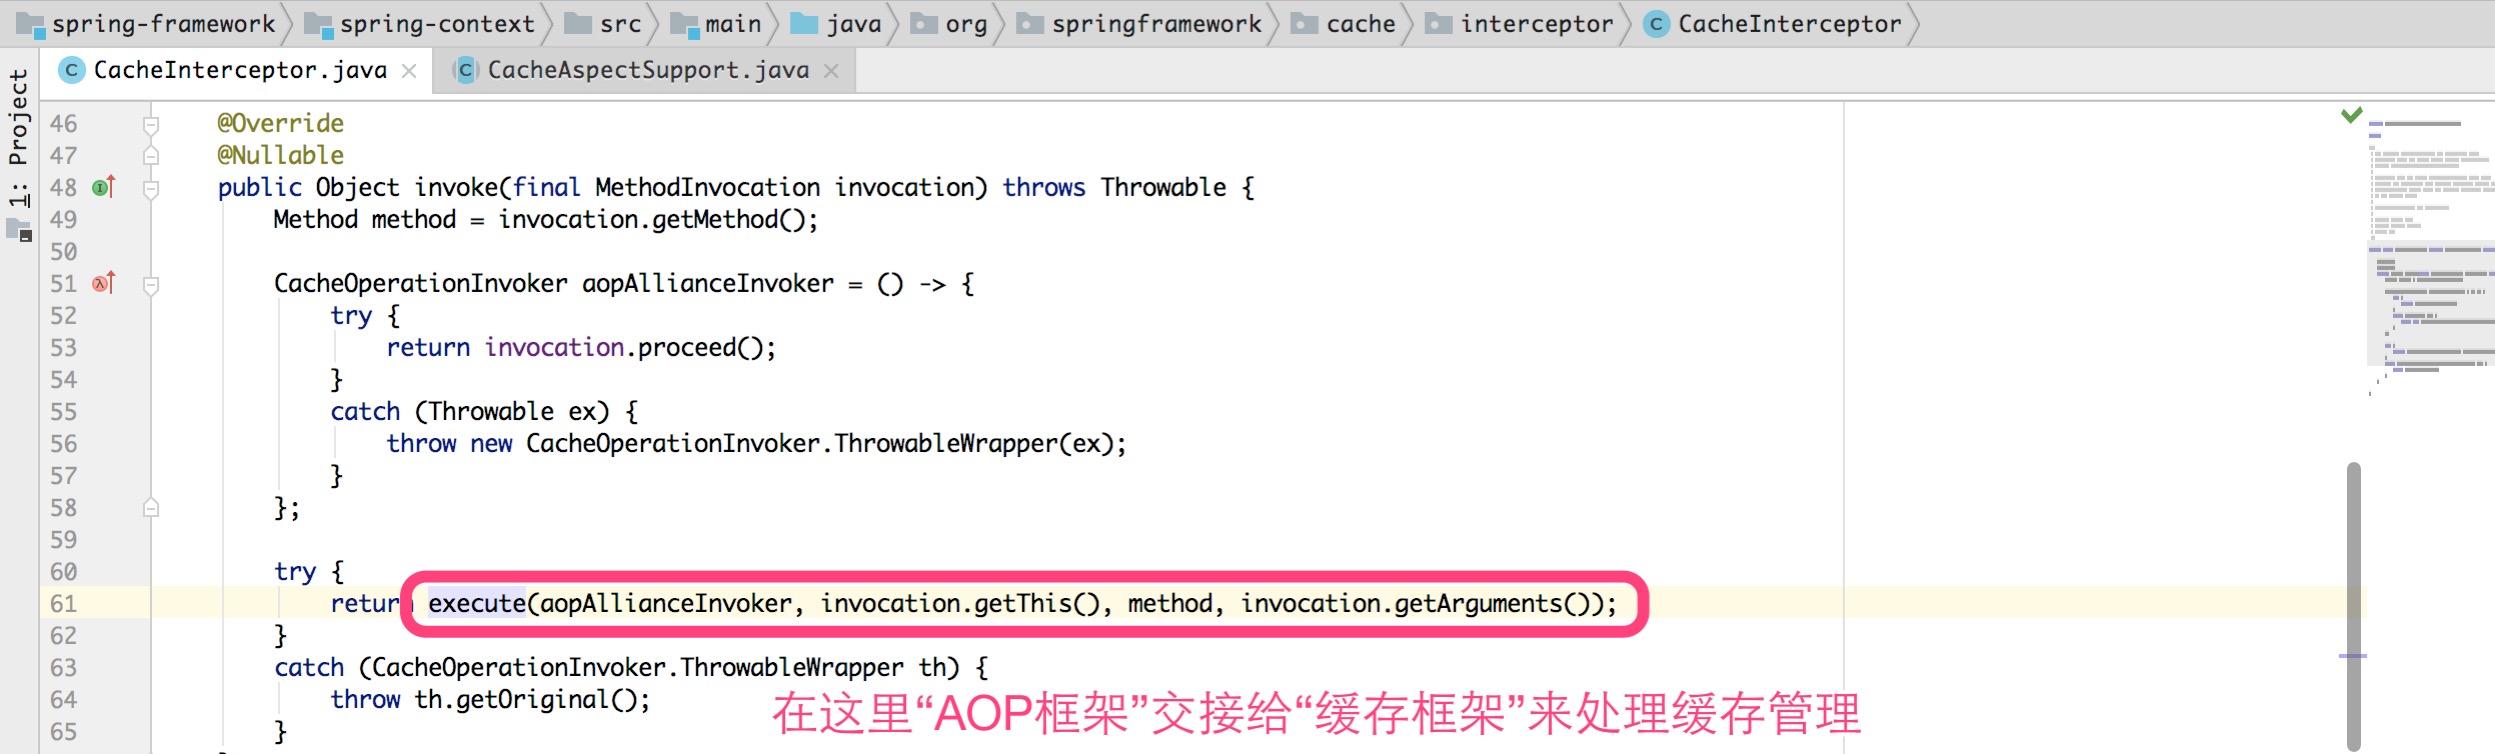 spring-framework spring-context src main java org springframework cache interceptor C CacheInterceptor
C CacheInterceptor.java × C CacheAspectSupport.java ×
1: Project
46 @Override
47 @Nullable
48 public Object invoke(final MethodInvocation invocation) throws Throwable {
49 Method method = invocation.getMethod();
50
51 CacheOperationInvoker aopAllianceInvoker = () -> {
52 try {
53 return invocation.proceed();
54 }
55 catch (Throwable ex) {
56 throw new CacheOperationInvoker.ThrowableWrapper(ex);
57 }
58 };
59
60 try {
61 return execute(aopAllianceInvoker, invocation.getThis(), method, invocation.getArguments());
62 }
63 catch (CacheOperationInvoker.ThrowableWrapper th) {
64 throw th.getOriginal();
65 }
在这里“AOP框架”交接给“缓存框架”来处理缓存管理